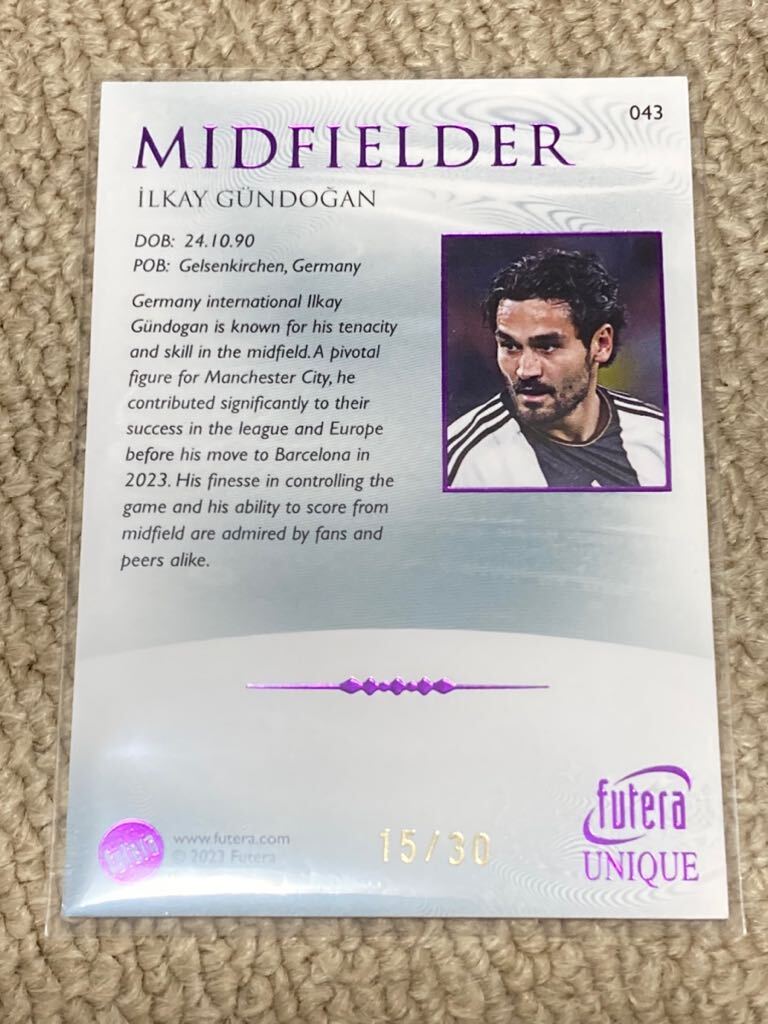 043
MIDFIELDER
İLKAY GÜNDOĞAN
DOB: 24.10.90
POB: Gelsenkirchen, Germany
Germany international Ilkay
Gündogan is known for his tenacity
and skill in the midfield. A pivotal
figure for Manchester City, he
contributed significantly to their
success in the league and Europe
before his move to Barcelona in
2023. His finesse in controlling the
game and his ability to score from
midfield are admired by fans and
peers alike.
futera
www.futera.com
© 2023 Futera
15/30
futera
UNIQUE